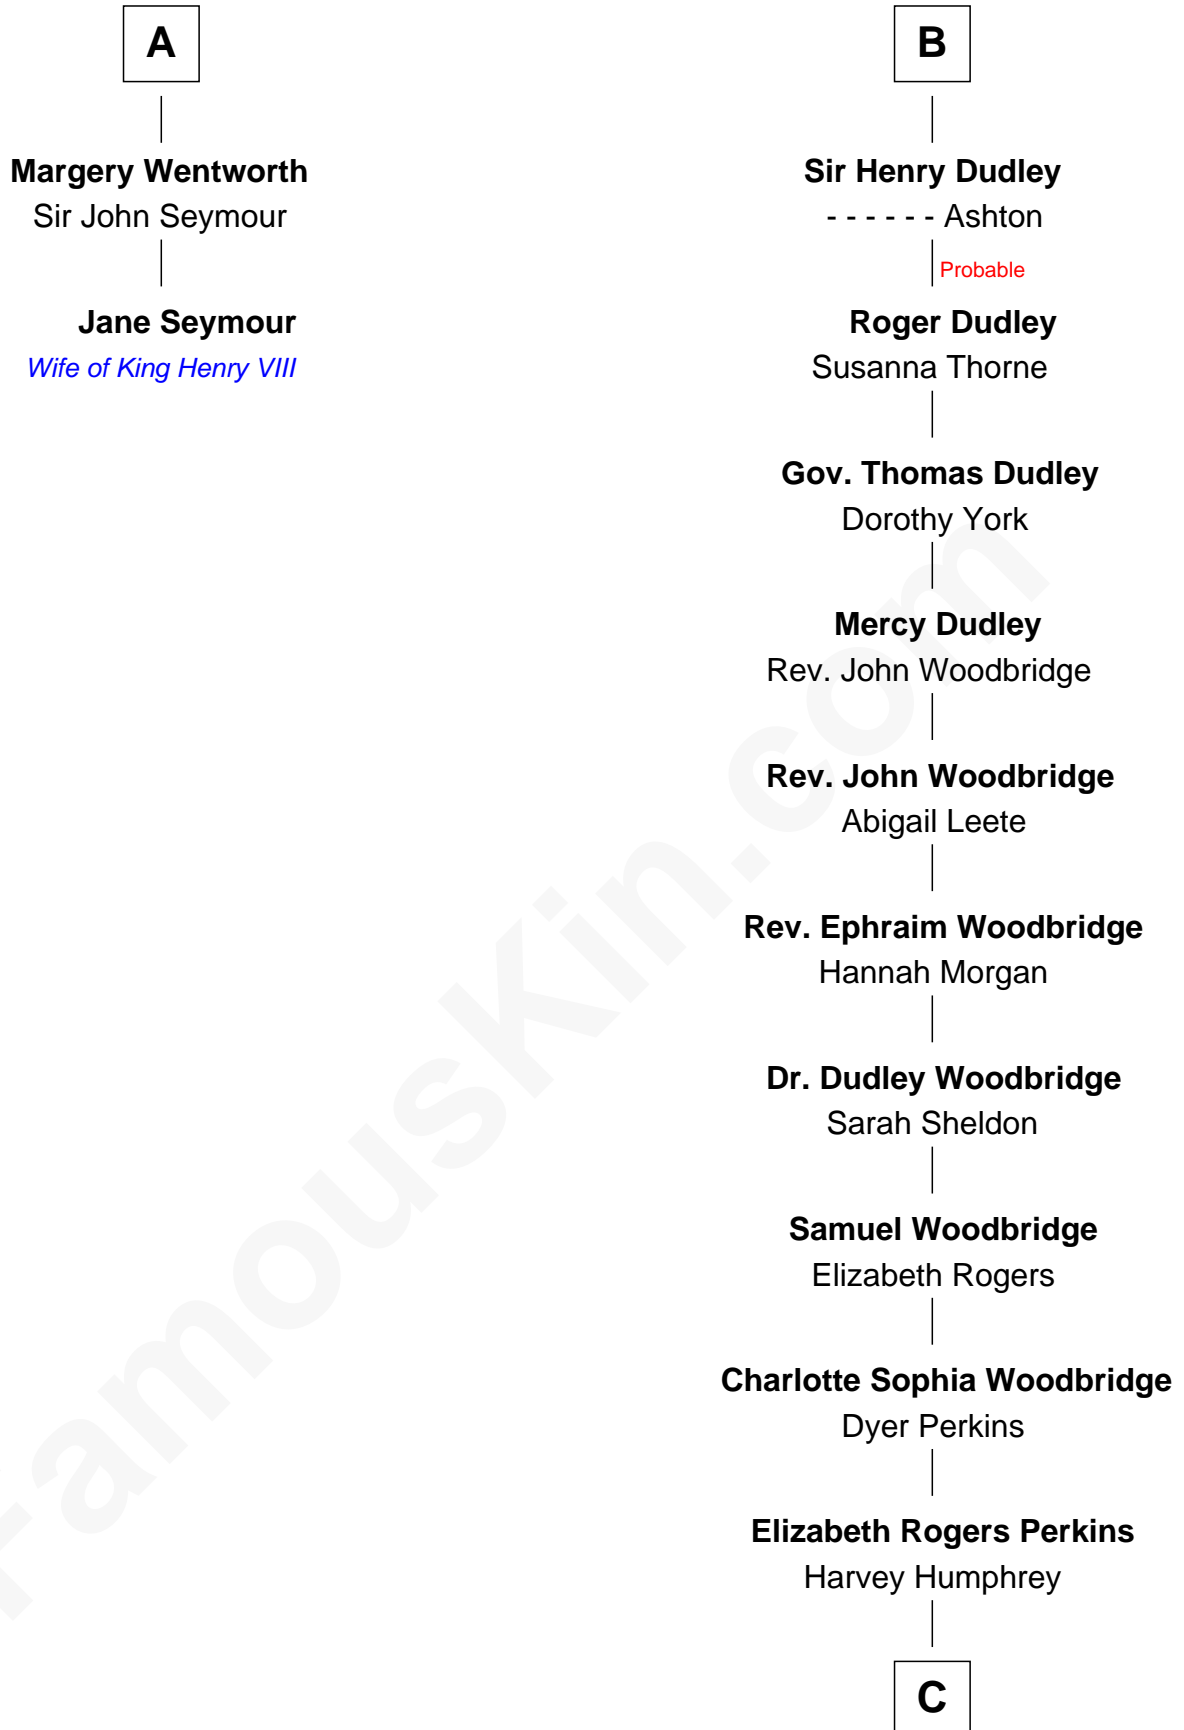 A
Margery Wentworth
Sir John Seymour
Jane Seymour
Wife of King Henry VIII
B
Sir Henry Dudley
- - - - - - Ashton
Probable
Roger Dudley
Susanna Thorne
Gov. Thomas Dudley
Dorothy York
Mercy Dudley
Rev. John Woodbridge
Rev. John Woodbridge
Abigail Leete
Rev. Ephraim Woodbridge
Hannah Morgan
Dr. Dudley Woodbridge
Sarah Sheldon
Samuel Woodbridge
Elizabeth Rogers
Charlotte Sophia Woodbridge
Dyer Perkins
Elizabeth Rogers Perkins
Harvey Humphrey
C
FamousKin.com